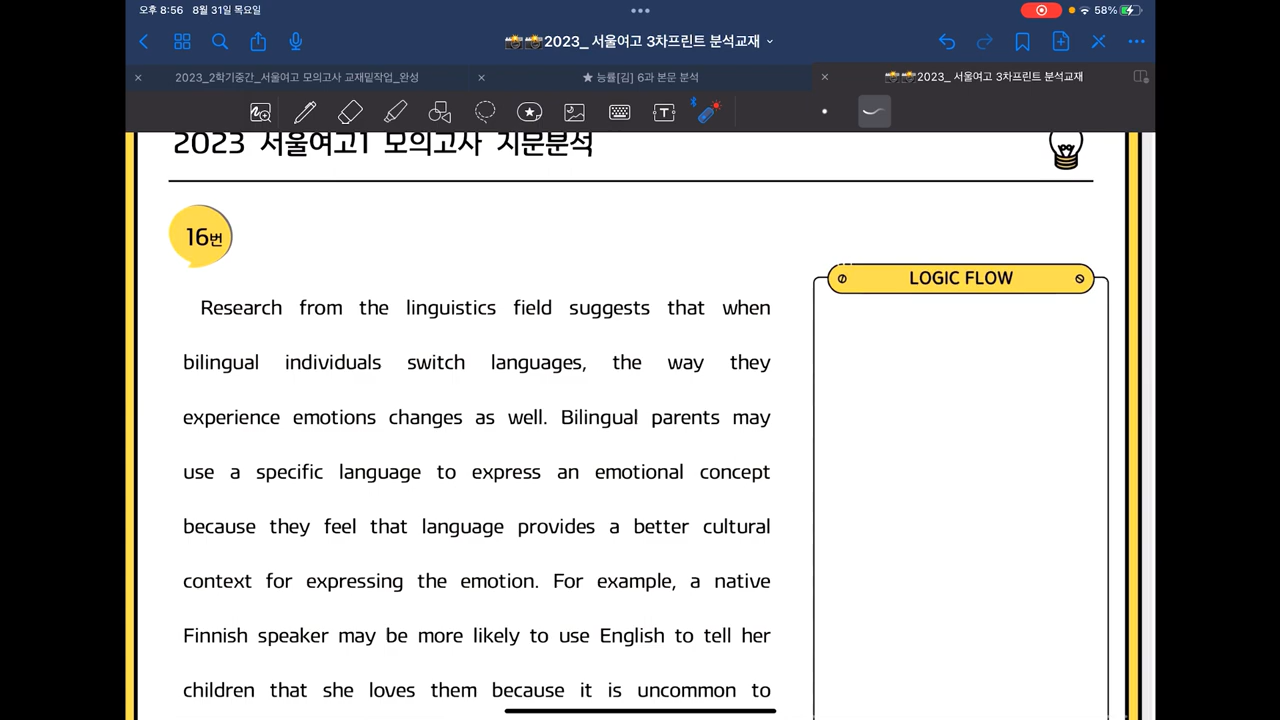 오후 8:56 8월 31일 목요일
58%
2023_ 서울여고 3차프린트 분석교재
2023_2학기중간_서울여고 모의고사 교재밑작업_완성
★ 능률[김] 6과 본문 분석
2023_ 서울여고 3차프린트 분석교재
2023 서울여고1 모의고사 지문분석
16번
LOGIC FLOW
Research from the linguistics field suggests that when
bilingual individuals switch languages, the way they
experience emotions changes as well. Bilingual parents may
use a specific language to express an emotional concept
because they feel that language provides a better cultural
context for expressing the emotion. For example, a native
Finnish speaker may be more likely to use English to tell her
children that she loves them because it is uncommon to